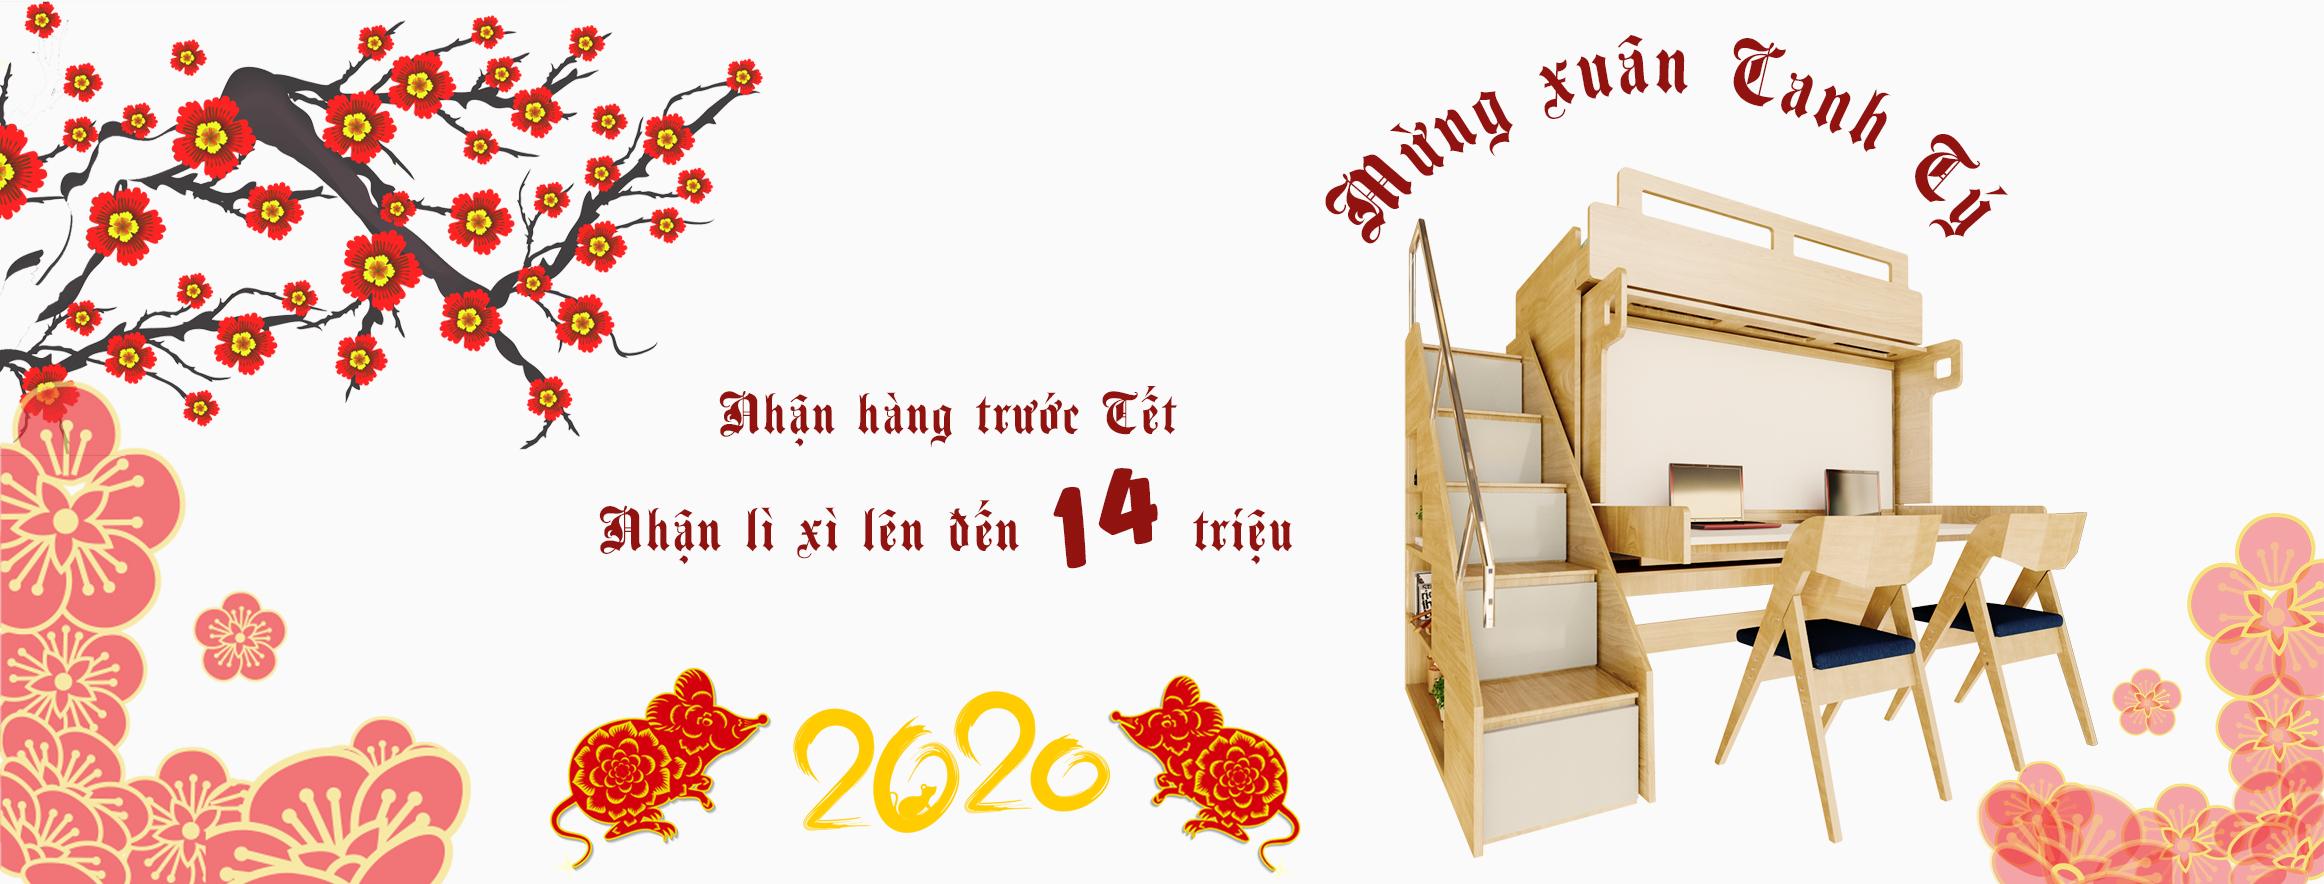 Mừng xuân Canh Tý
Nhận hàng trước Tết
Nhận lì xì lên đến 14 triệu
2020